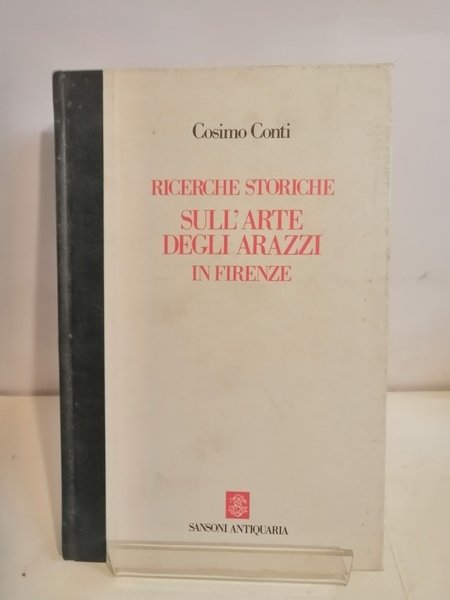 Cosimo Conti
RICERCHE STORICHE
SULL'ARTE
DEGLI ARAZZI
IN FIRENZE
SANSONI ANTIQUARIA